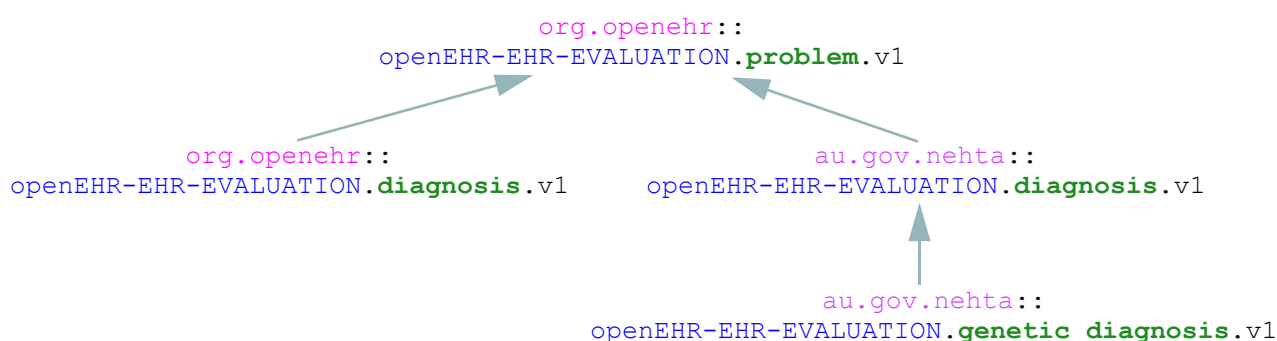 org.openehr::
openEHR-EHR-EVALUATION.problem.v1
org.openehr::
openEHR-EHR-EVALUATION.diagnosis.v1
au.gov.nehta::
openEHR-EHR-EVALUATION.diagnosis.v1
au.gov.nehta::
openEHR-EHR-EVALUATION.genetic_diagnosis.v1